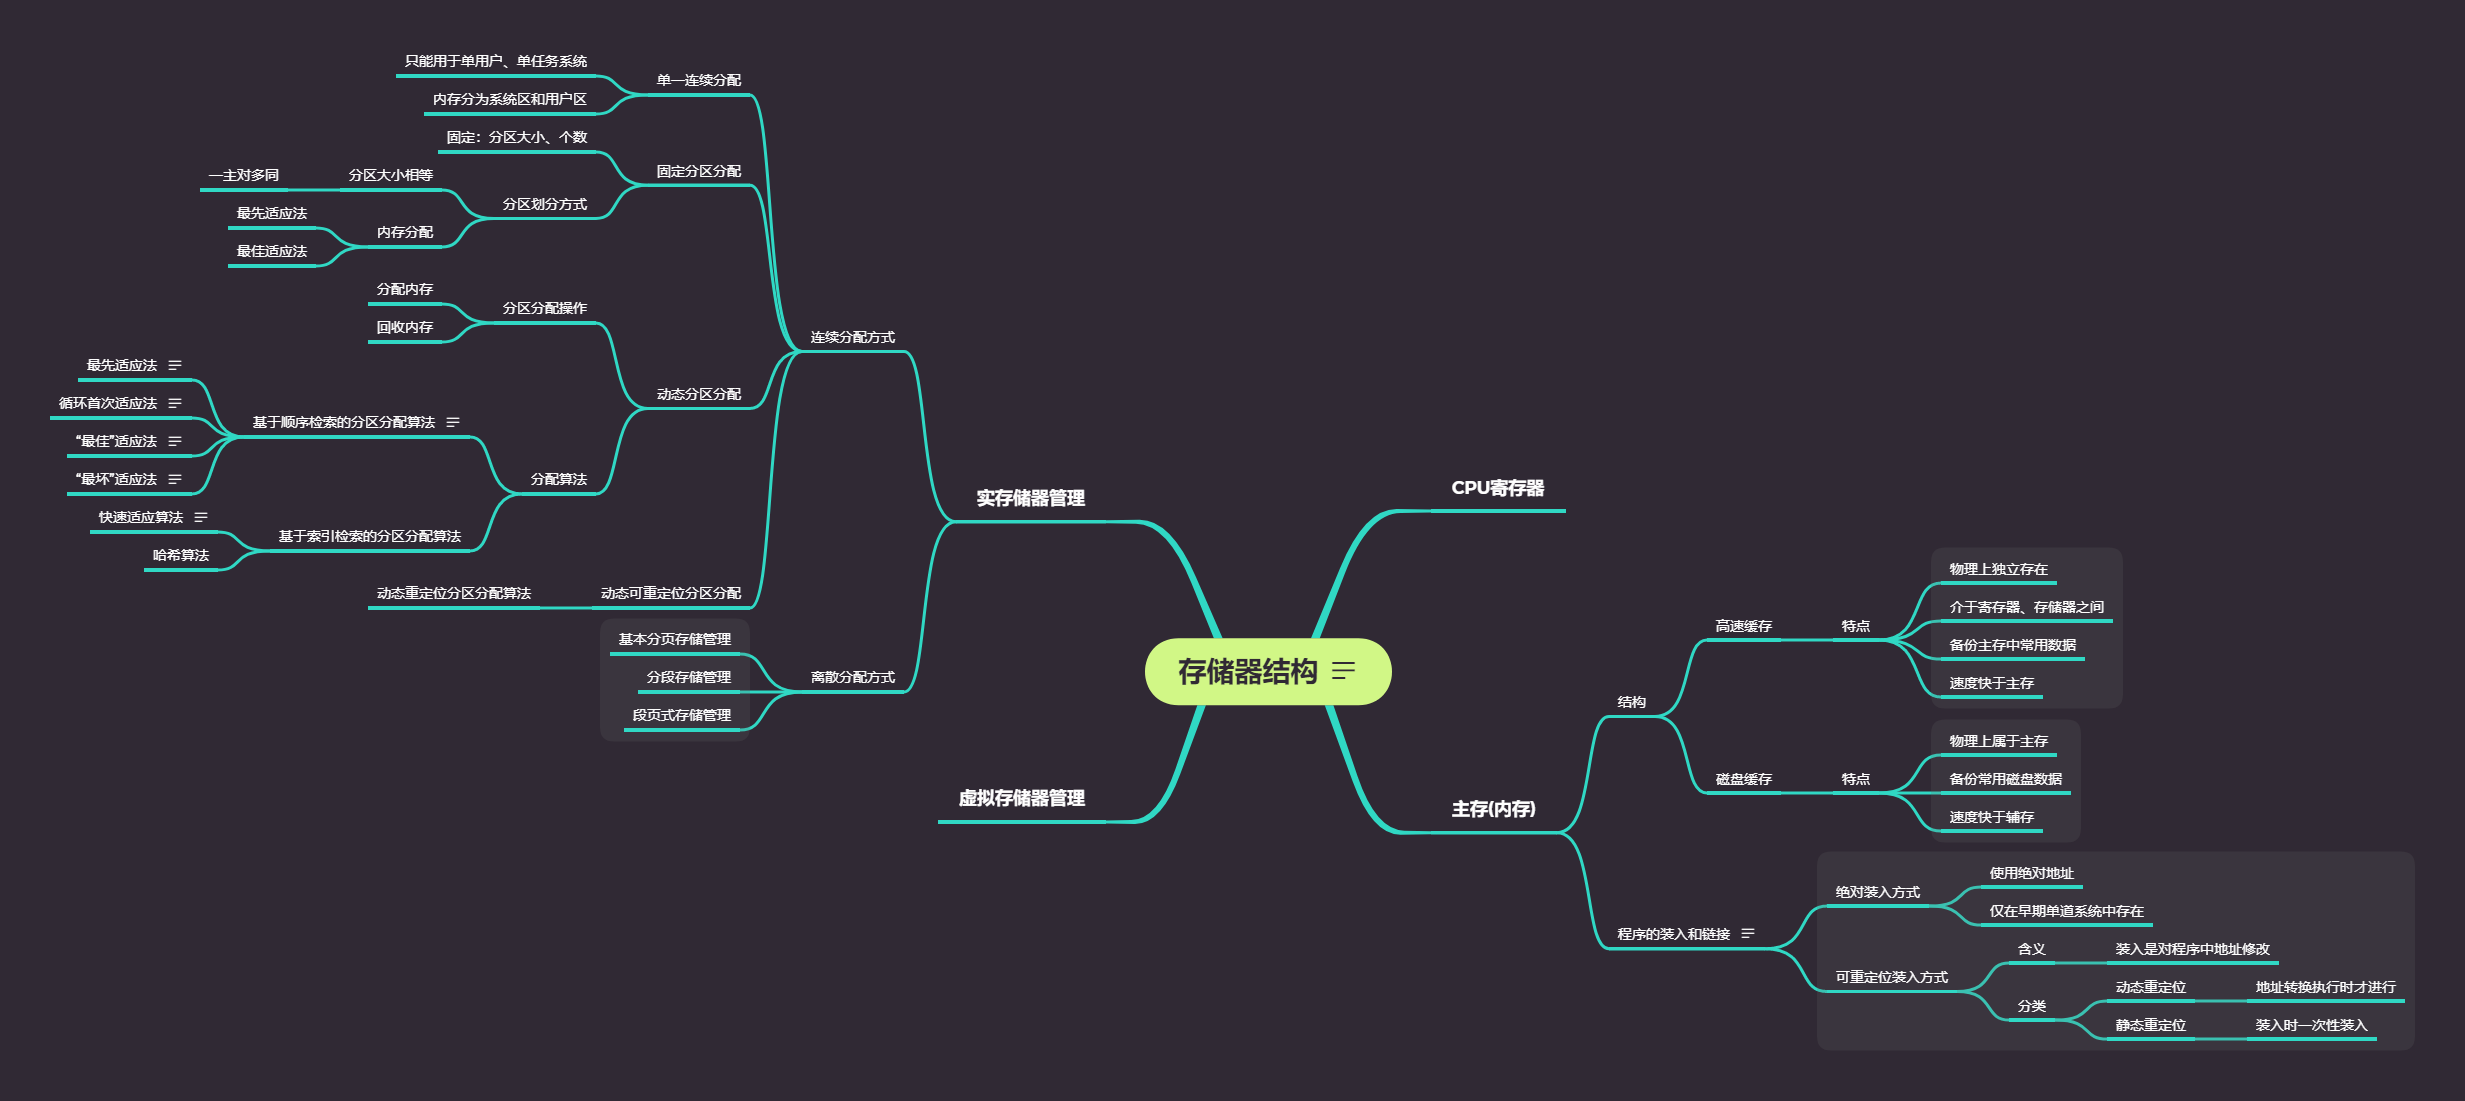 存储器结构
CPU寄存器
主存(内存)
结构
高速缓存
特点
物理上独立存在
介于寄存器、存储器之间
备份主存中常用数据
速度快于主存
磁盘缓存
特点
物理上属于主存
备份常用磁盘数据
速度快于辅存
程序的装入和链接
绝对装入方式
使用绝对地址
仅在早期单道系统中存在
可重定位装入方式
含义
装入是对程序中地址修改
分类
动态重定位
地址转换执行时才进行
静态重定位
装入时一次性装入
实存储器管理
连续分配方式
单一连续分配
只能用于单用户、单任务系统
内存分为系统区和用户区
固定分区分配
固定：分区大小、个数
分区划分方式
分区大小相等
一主对多同
内存分配
最先适应法
最佳适应法
动态分区分配
分区分配操作
分配内存
回收内存
分配算法
基于顺序检索的分区分配算法
最先适应法
循环首次适应法
“最佳”适应法
“最坏”适应法
基于索引检索的分区分配算法
快速适应算法
哈希算法
动态可重定位分区分配
动态重定位分区分配算法
离散分配方式
基本分页存储管理
分段存储管理
段页式存储管理
虚拟存储器管理